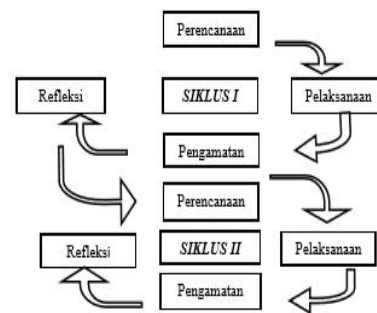 Perencanaan
Refleksi
SIKLUS I
Pelaksanaan
Pengamatan
Perencanaan
Refleksi
SIKLUS II
Pelaksanaan
Pengamatan